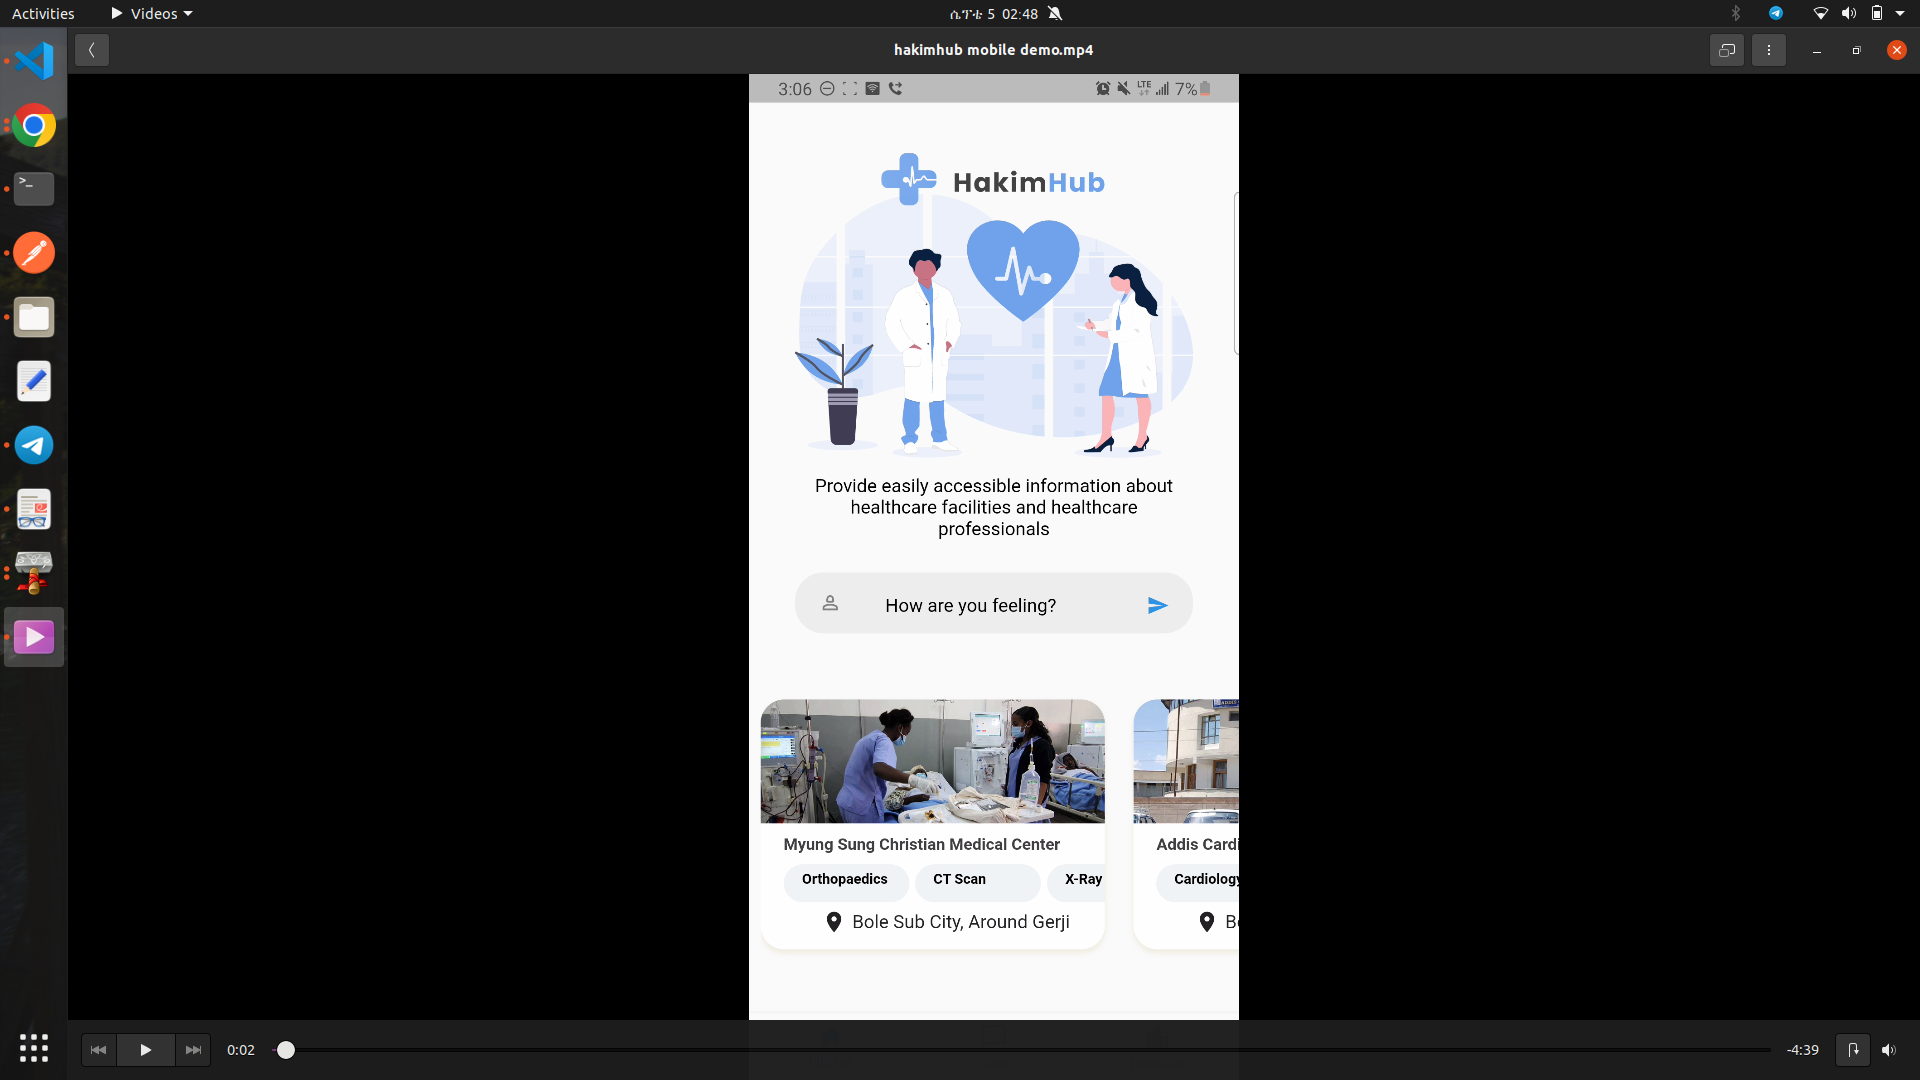 Activities
Videos
ሴፕቴ 5 02:48
hakimhub mobile demo.mp4
3:06
LTE
7%
HakimHub
Provide easily accessible information about
healthcare facilities and healthcare
professionals
How are you feeling?
Myung Sung Christian Medical Center
Orthopaedics
CT Scan
X-Ray
Bole Sub City, Around Gerji
Addis Cardi
Cardiology
0:02
-4:39